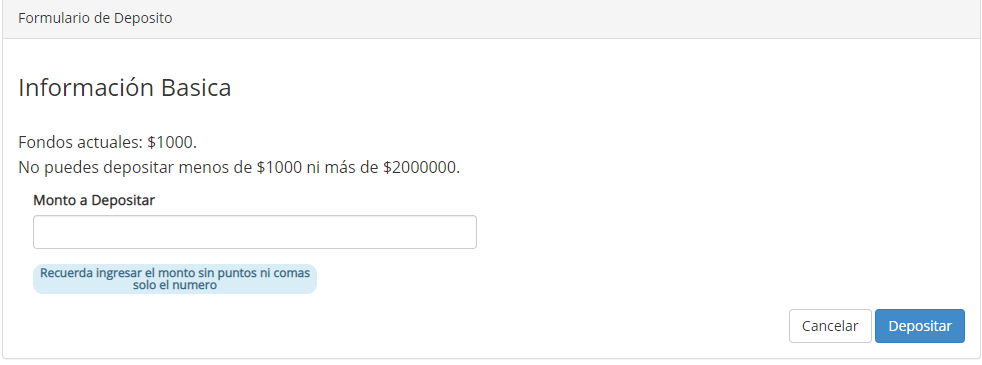 Formulario de Deposito
Información Basica
Fondos actuales: $1000.
No puedes depositar menos de $1000 ni más de $2000000.
Monto a Depositar
Recuerda ingresar el monto sin puntos ni comas
solo el numero
Cancelar
Depositar